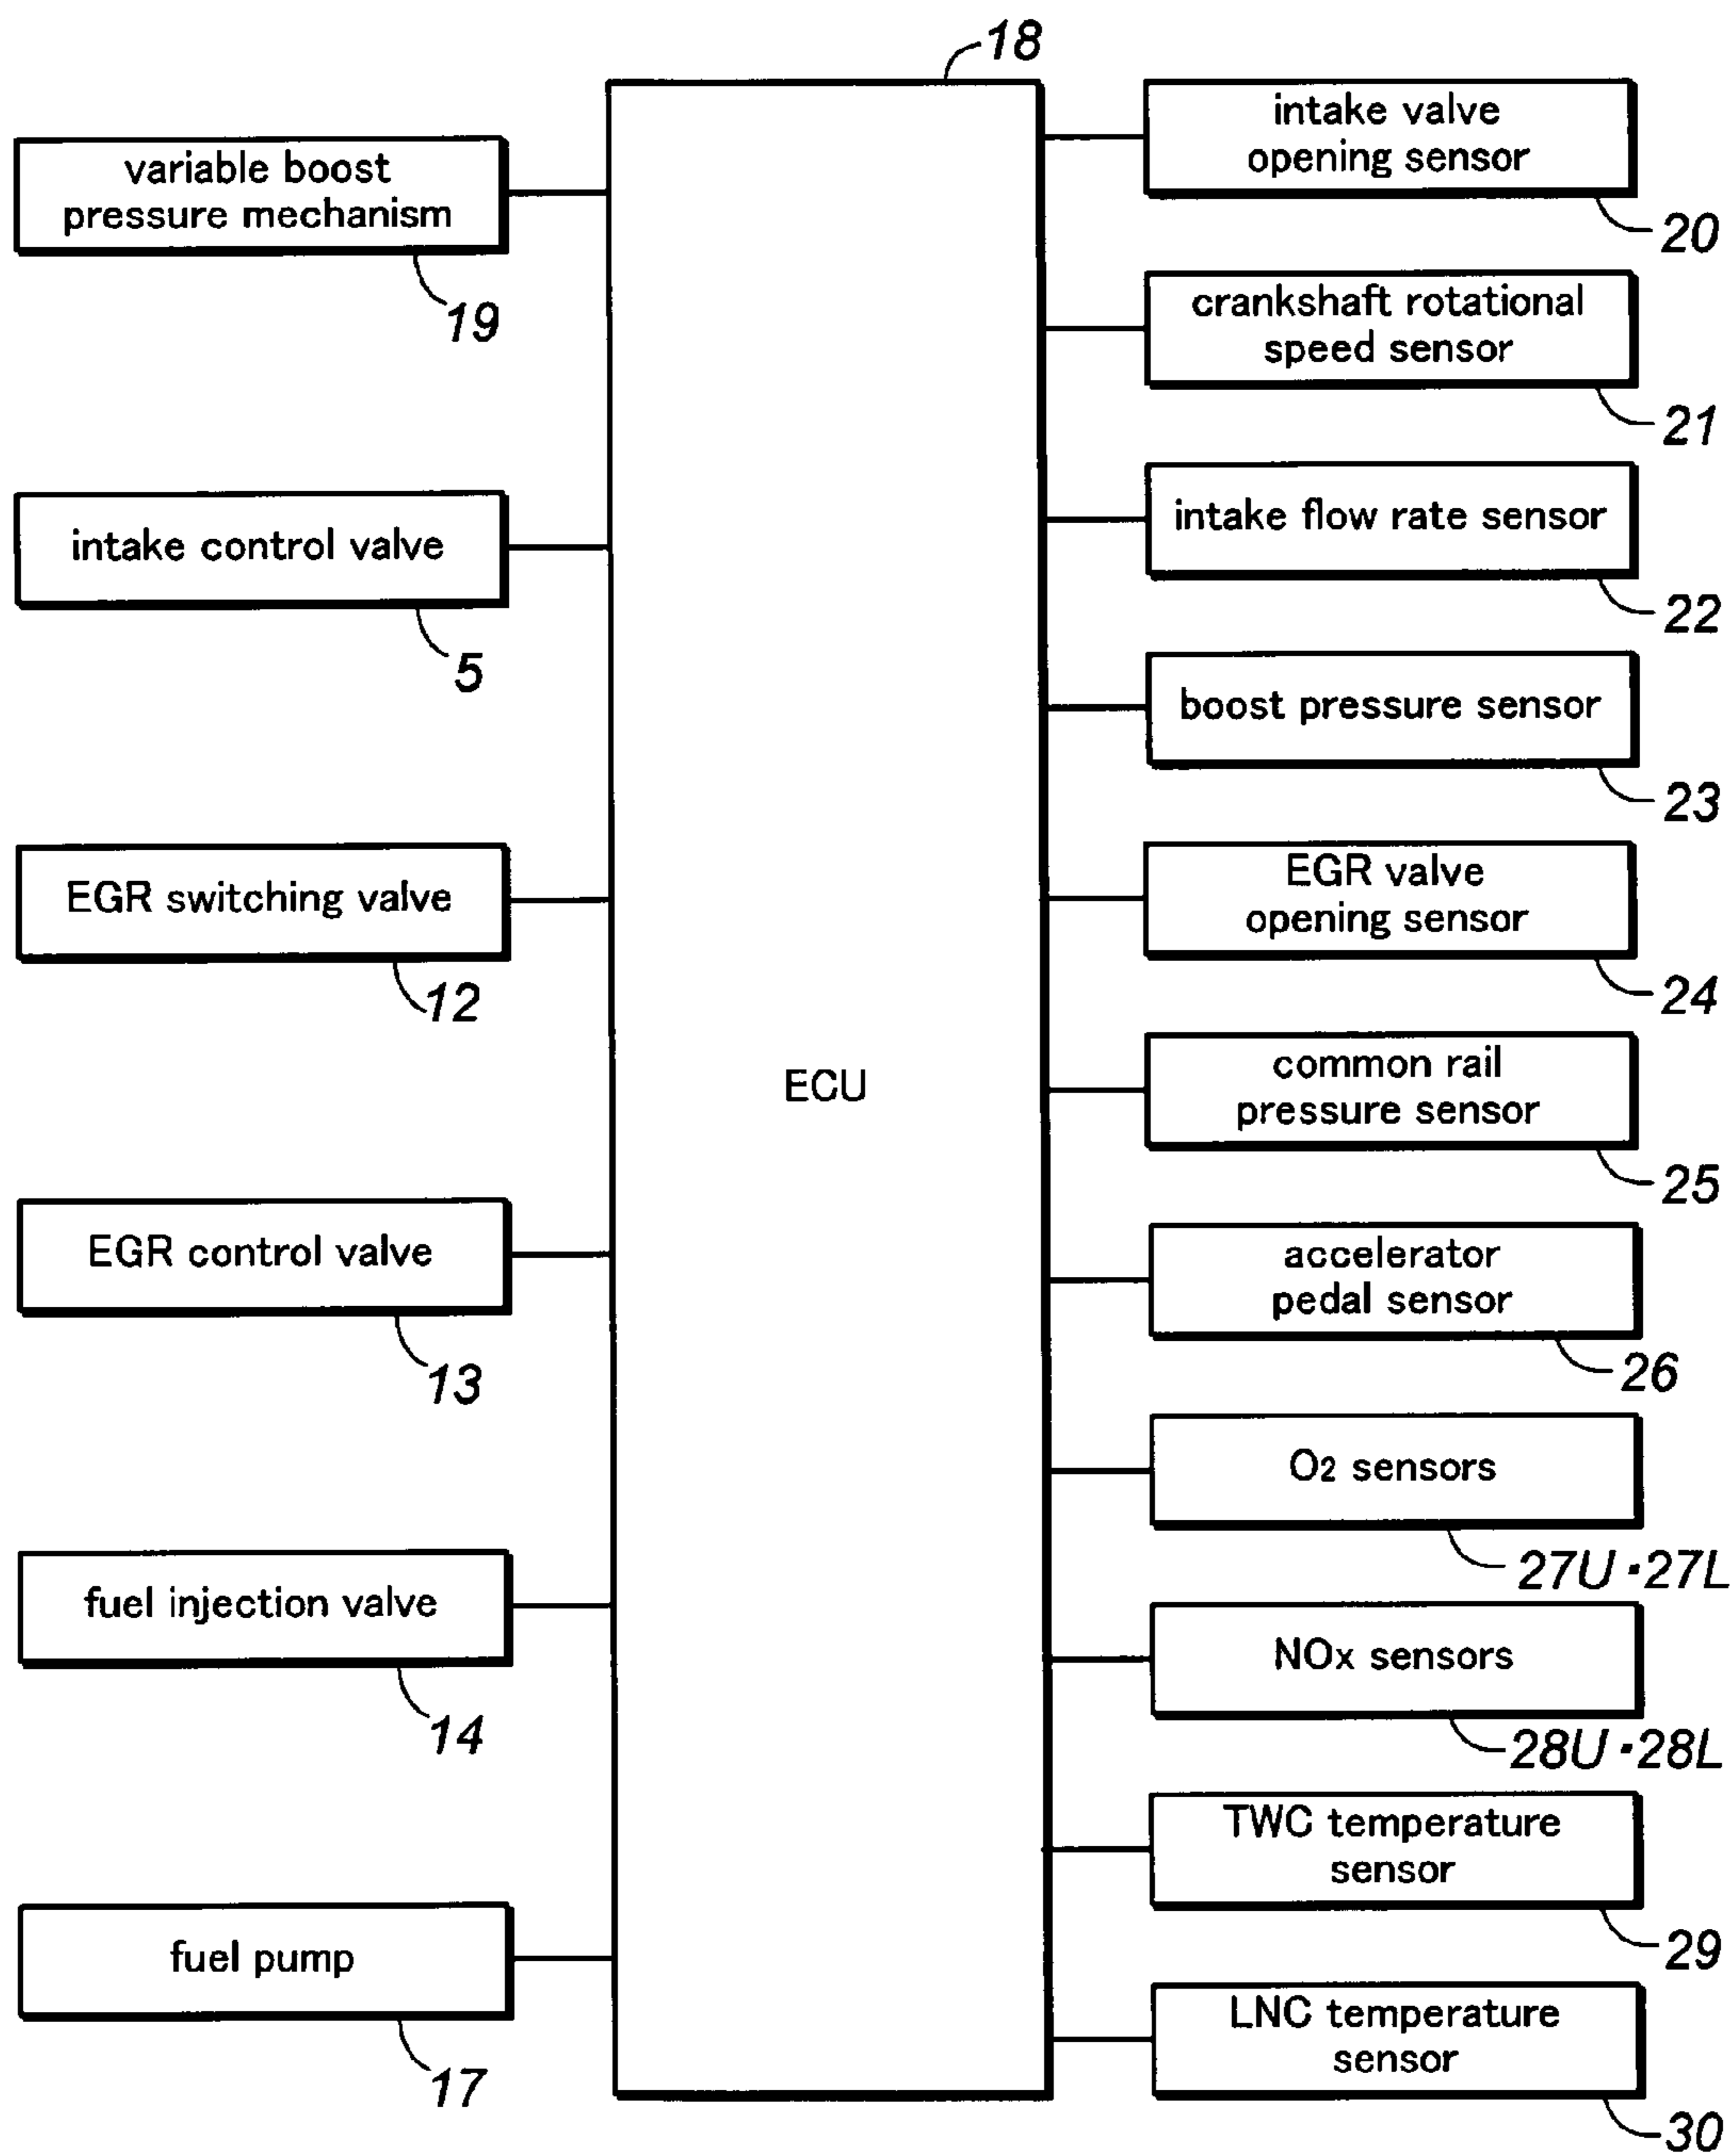 18
variable boost
pressure mechanism
19
intake control valve
5
EGR switching valve
12
EGR control valve
13
fuel injection valve
14
fuel pump
17
ECU
intake valve
opening sensor
20
crankshaft rotational
speed sensor
21
intake flow rate sensor
22
boost pressure sensor
23
EGR valve
opening sensor
24
common rail
pressure sensor
25
accelerator
pedal sensor
26
O2 sensors
27U·27L
NOx sensors
28U·28L
TWC temperature
sensor
29
LNC temperature
sensor
30